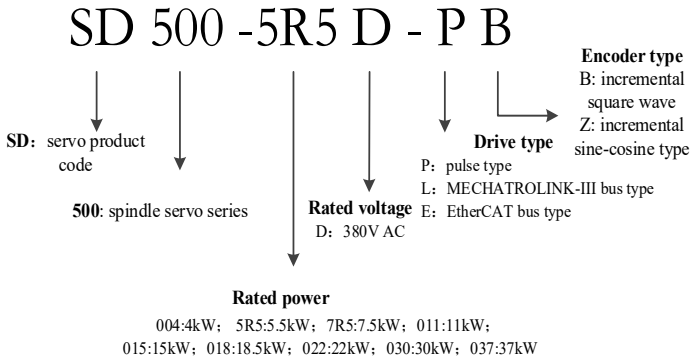 SD 500 -5R5 D - P B
Encoder type
B: incremental
square wave
Z: incremental
sine-cosine type
Drive type
P：pulse type
L：MECHATROLINK-III bus type
E：EtherCAT bus type
SD：servo product
code
500: spindle servo series
Rated voltage
D：380V AC
Rated power
004:4kW；5R5:5.5kW；7R5:7.5kW；011:11kW；
015:15kW；018:18.5kW；022:22kW；030:30kW；037:37kW